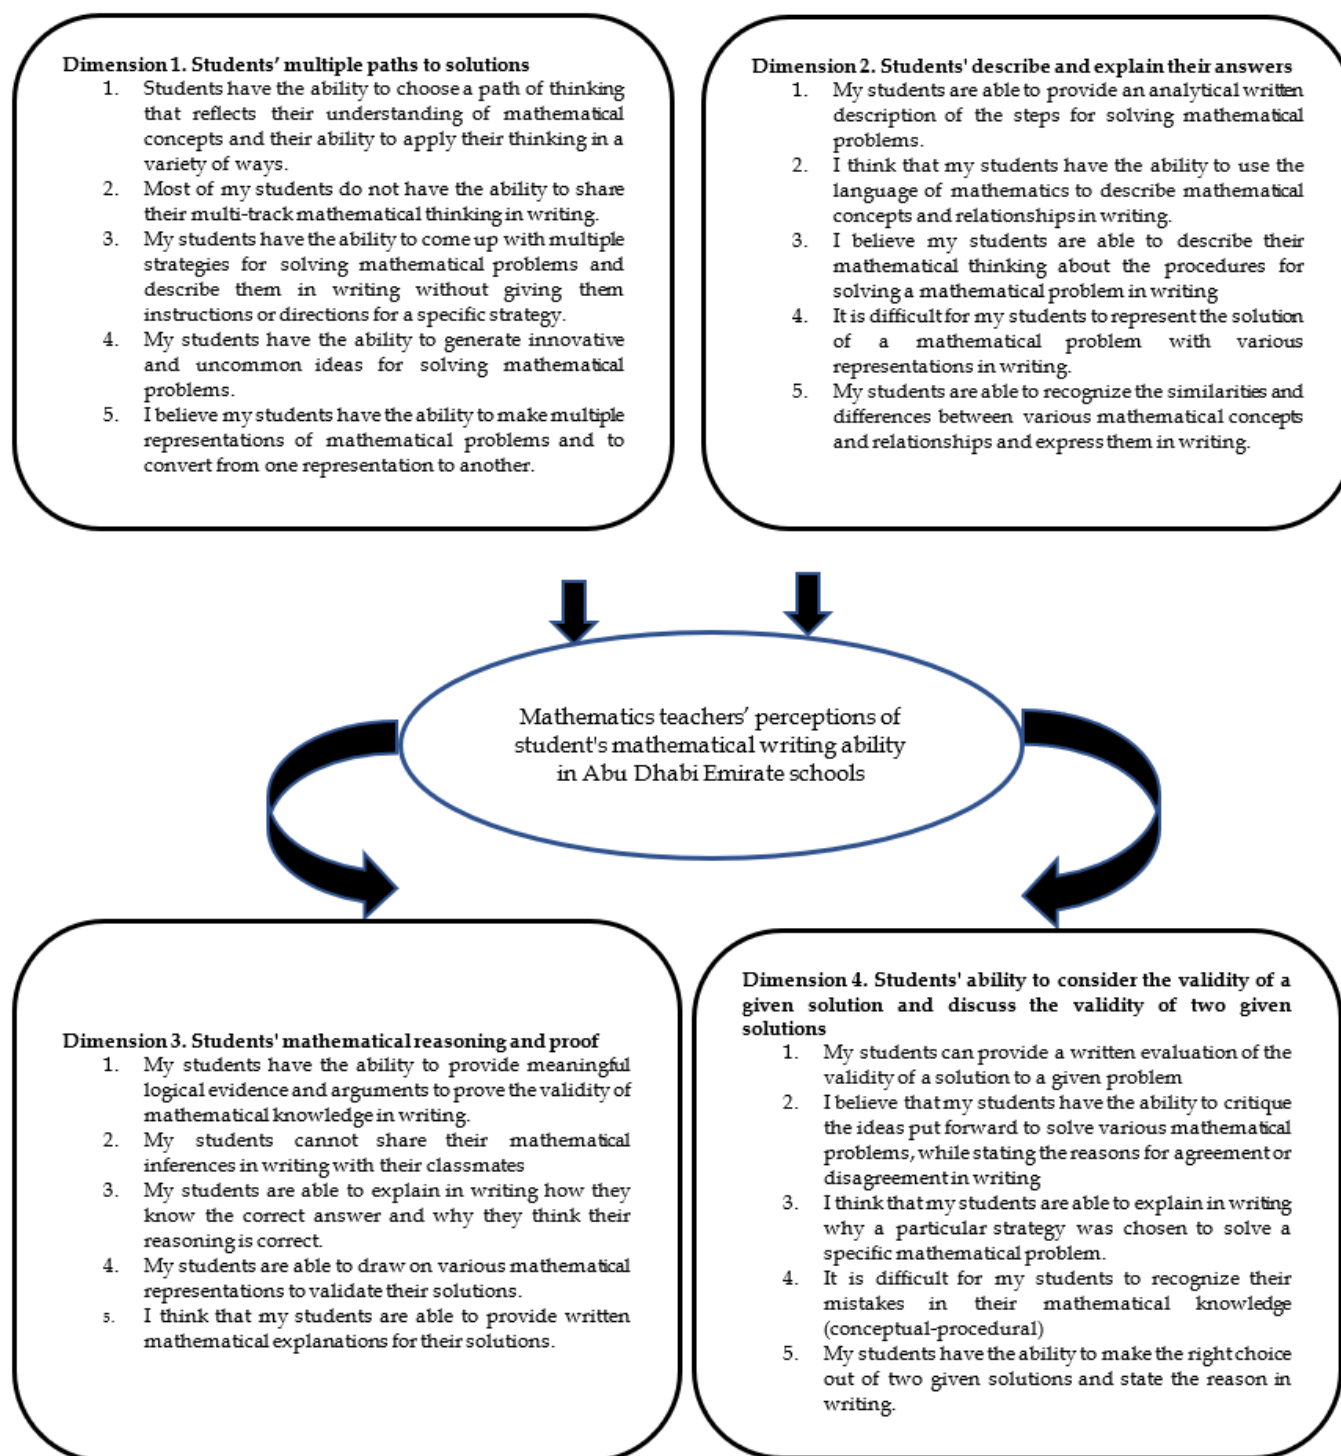 Dimension 1. Students’ multiple paths to solutions
1. Students have the ability to choose a path of thinking
that reflects their understanding of mathematical
concepts and their ability to apply their thinking in a
variety of ways.
2. Most of my students do not have the ability to share
their multi-track mathematical thinking in writing.
3. My students have the ability to come up with multiple
strategies for solving mathematical problems and
describe them in writing without giving them
instructions or directions for a specific strategy.
4. My students have the ability to generate innovative
and uncommon ideas for solving mathematical
problems.
5. I believe my students have the ability to make multiple
representations of mathematical problems and to
convert from one representation to another.
Dimension 2. Students' describe and explain their answers
1. My students are able to provide an analytical written
description of the steps for solving mathematical
problems.
2. I think that my students have the ability to use the
language of mathematics to describe mathematical
concepts and relationships in writing.
3. I believe my students are able to describe their
mathematical thinking about the procedures for
solving a mathematical problem in writing
4. It is difficult for my students to represent the solution
of a mathematical problem with various
representations in writing.
5. My students are able to recognize the similarities and
differences between various mathematical concepts
and relationships and express them in writing.
Mathematics teachers’ perceptions of
student's mathematical writing ability
in Abu Dhabi Emirate schools
Dimension 3. Students' mathematical reasoning and proof
1. My students have the ability to provide meaningful
logical evidence and arguments to prove the validity of
mathematical knowledge in writing.
2. My students cannot share their mathematical
inferences in writing with their classmates
3. My students are able to explain in writing how they
know the correct answer and why they think their
reasoning is correct.
4. My students are able to draw on various mathematical
representations to validate their solutions.
5. I think that my students are able to provide written
mathematical explanations for their solutions.
Dimension 4. Students' ability to consider the validity of a
given solution and discuss the validity of two given
solutions
1. My students can provide a written evaluation of the
validity of a solution to a given problem
2. I believe that my students have the ability to critique
the ideas put forward to solve various mathematical
problems, while stating the reasons for agreement or
disagreement in writing
3. I think that my students are able to explain in writing
why a particular strategy was chosen to solve a
specific mathematical problem.
4. It is difficult for my students to recognize their
mistakes in their mathematical knowledge
(conceptual-procedural)
5. My students have the ability to make the right choice
out of two given solutions and state the reason in
writing.